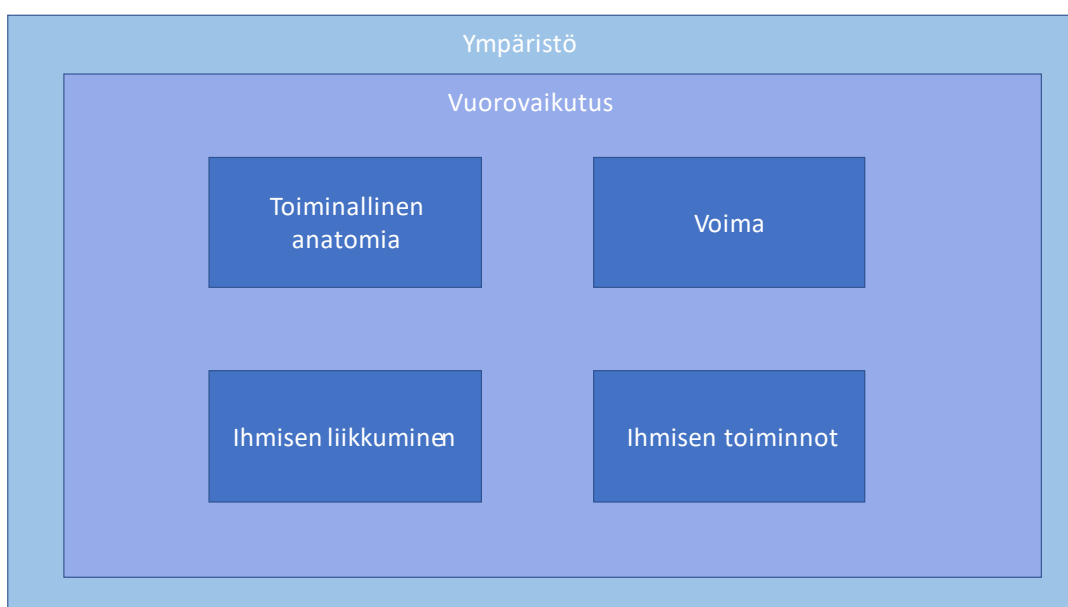 Ympäristö
Vuorovaikutus
Toiminallinen
anatomia
Voima
Ihmisen liikkuminen
Ihmisen toiminnot